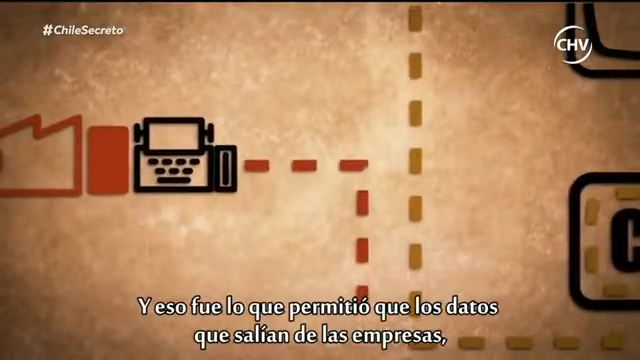 #ChileSecreto
CHV
Y eso fue lo que permitió que los datos
que salían de las empresas,